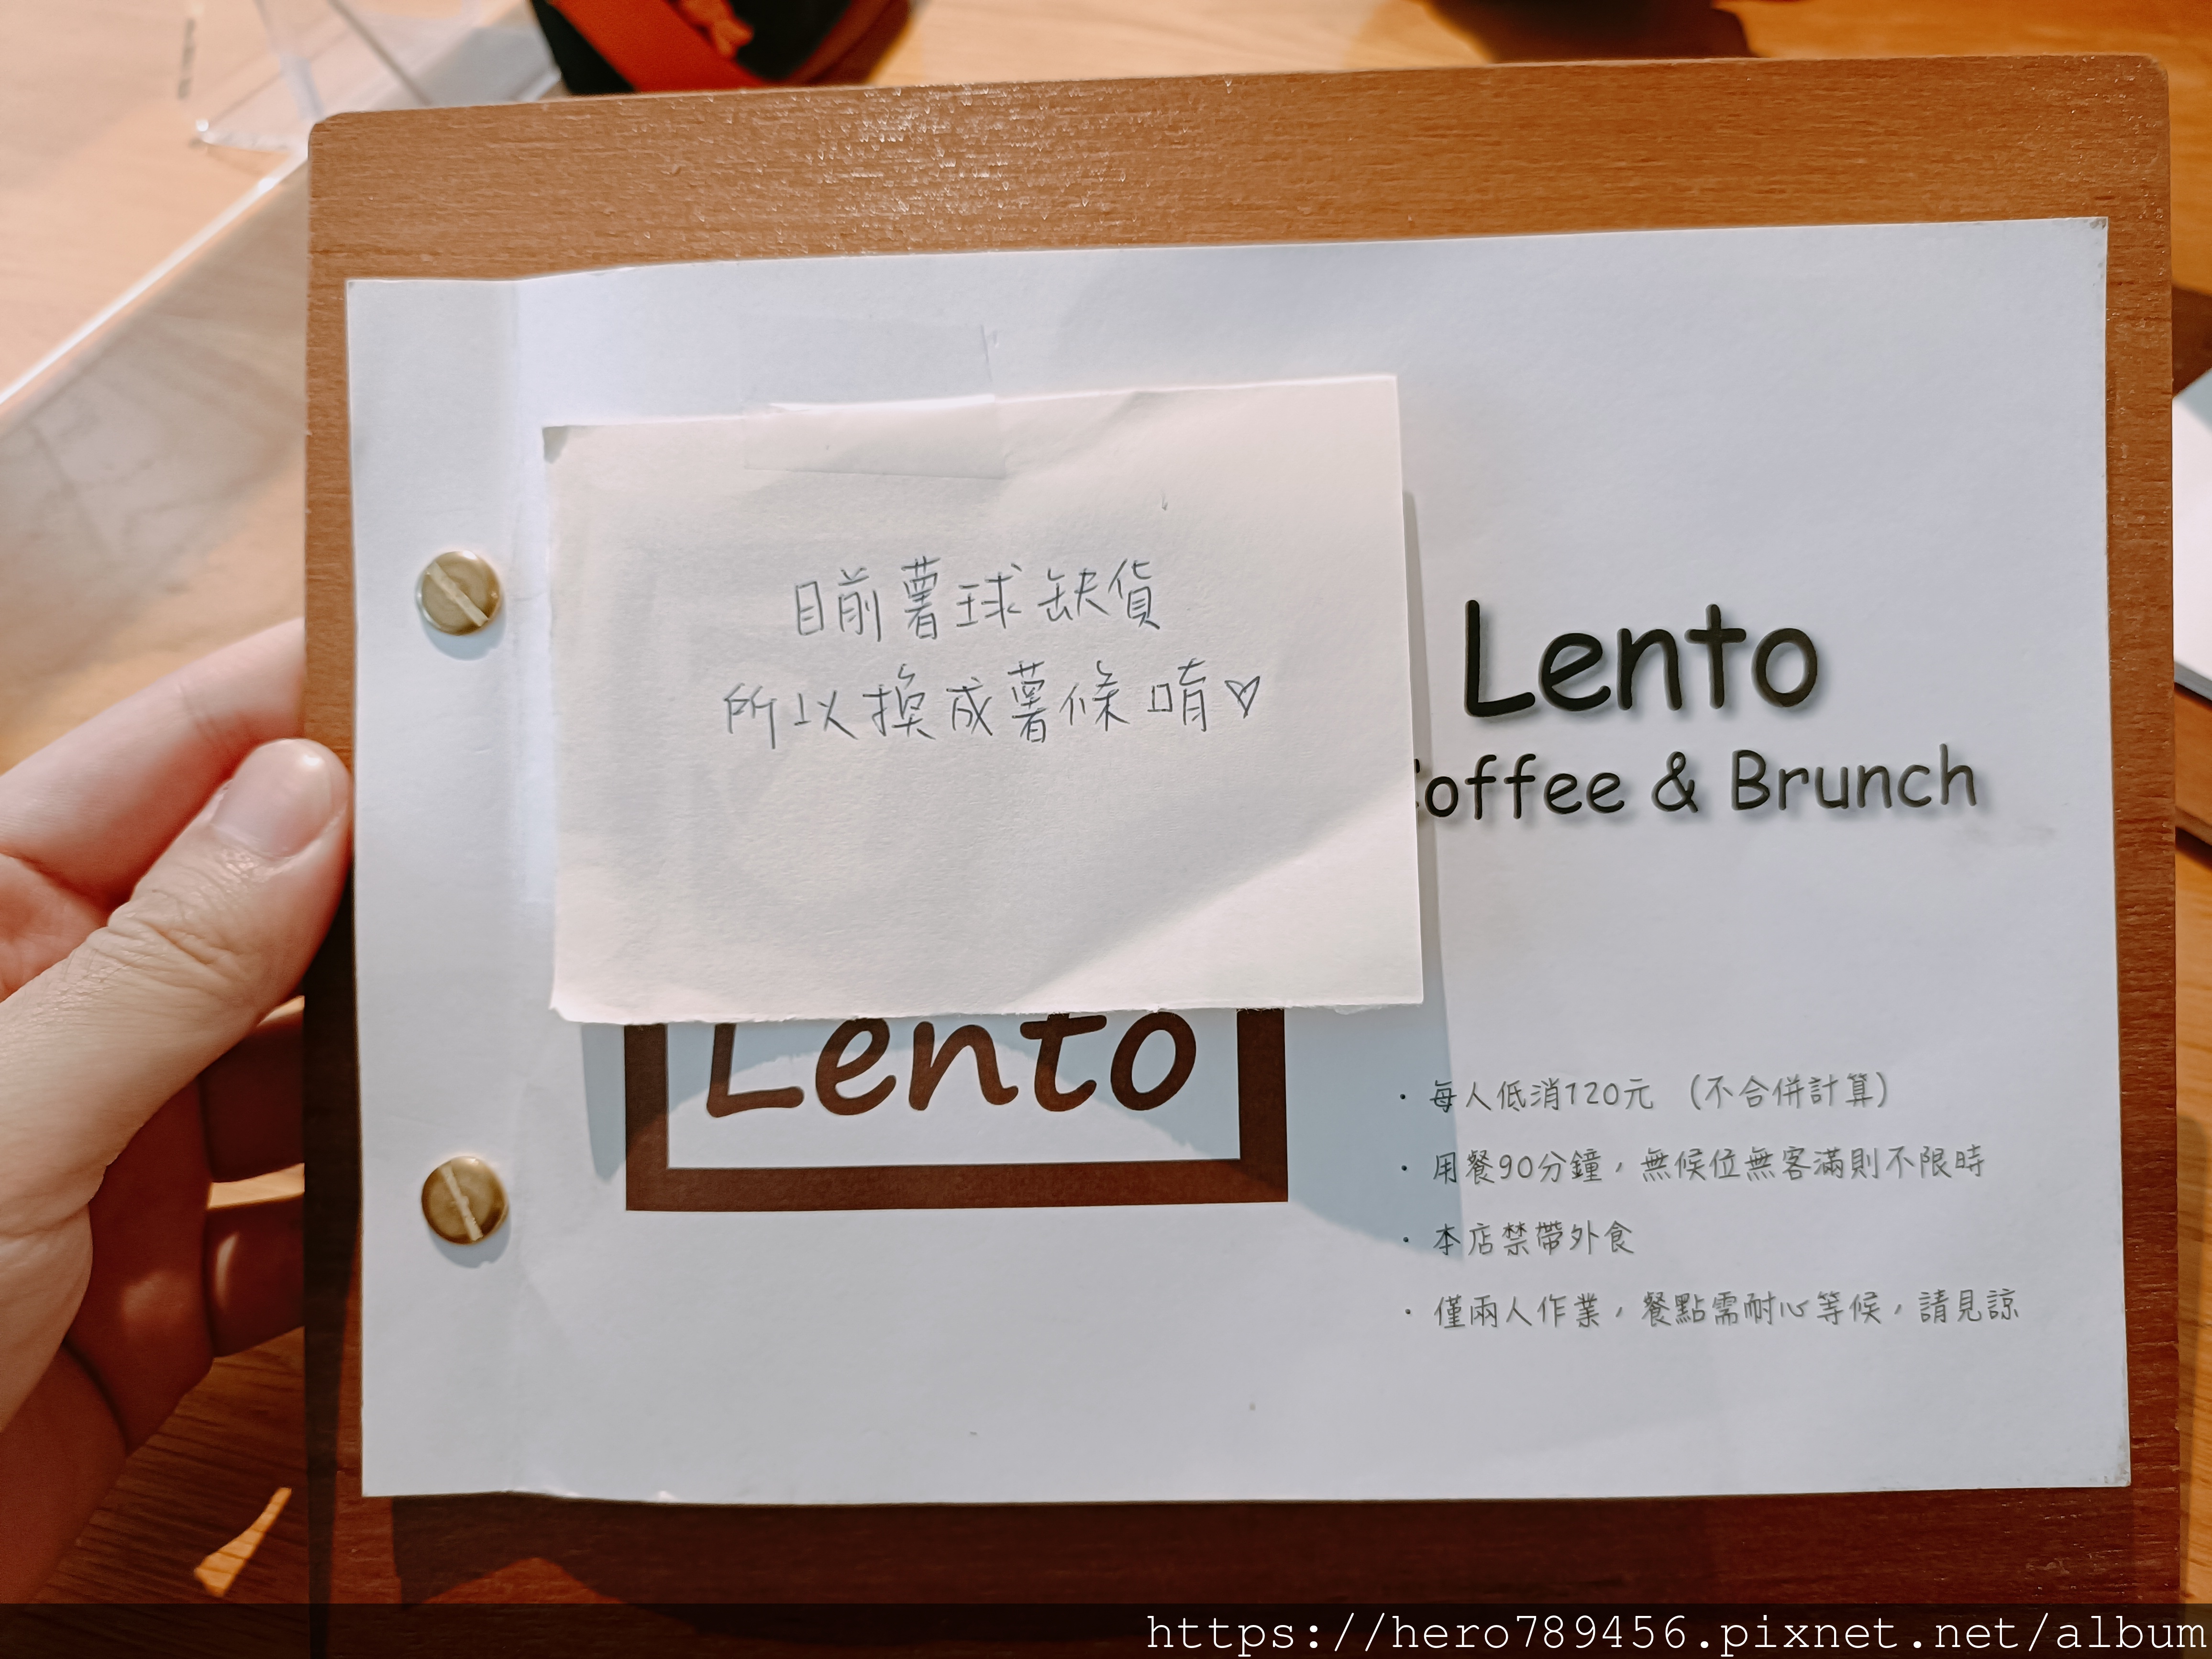 目前薯球缺貨
所以換成薯條唷♡
Lento
offee & Brunch
Lento
・每人低消120元 (不合併計算)
・用餐90分鐘，無候位無客滿則不限時
・本店禁帶外食
・僅兩人作業，餐點需耐心等候，請見諒
https://hero789456.pixnet.net/album